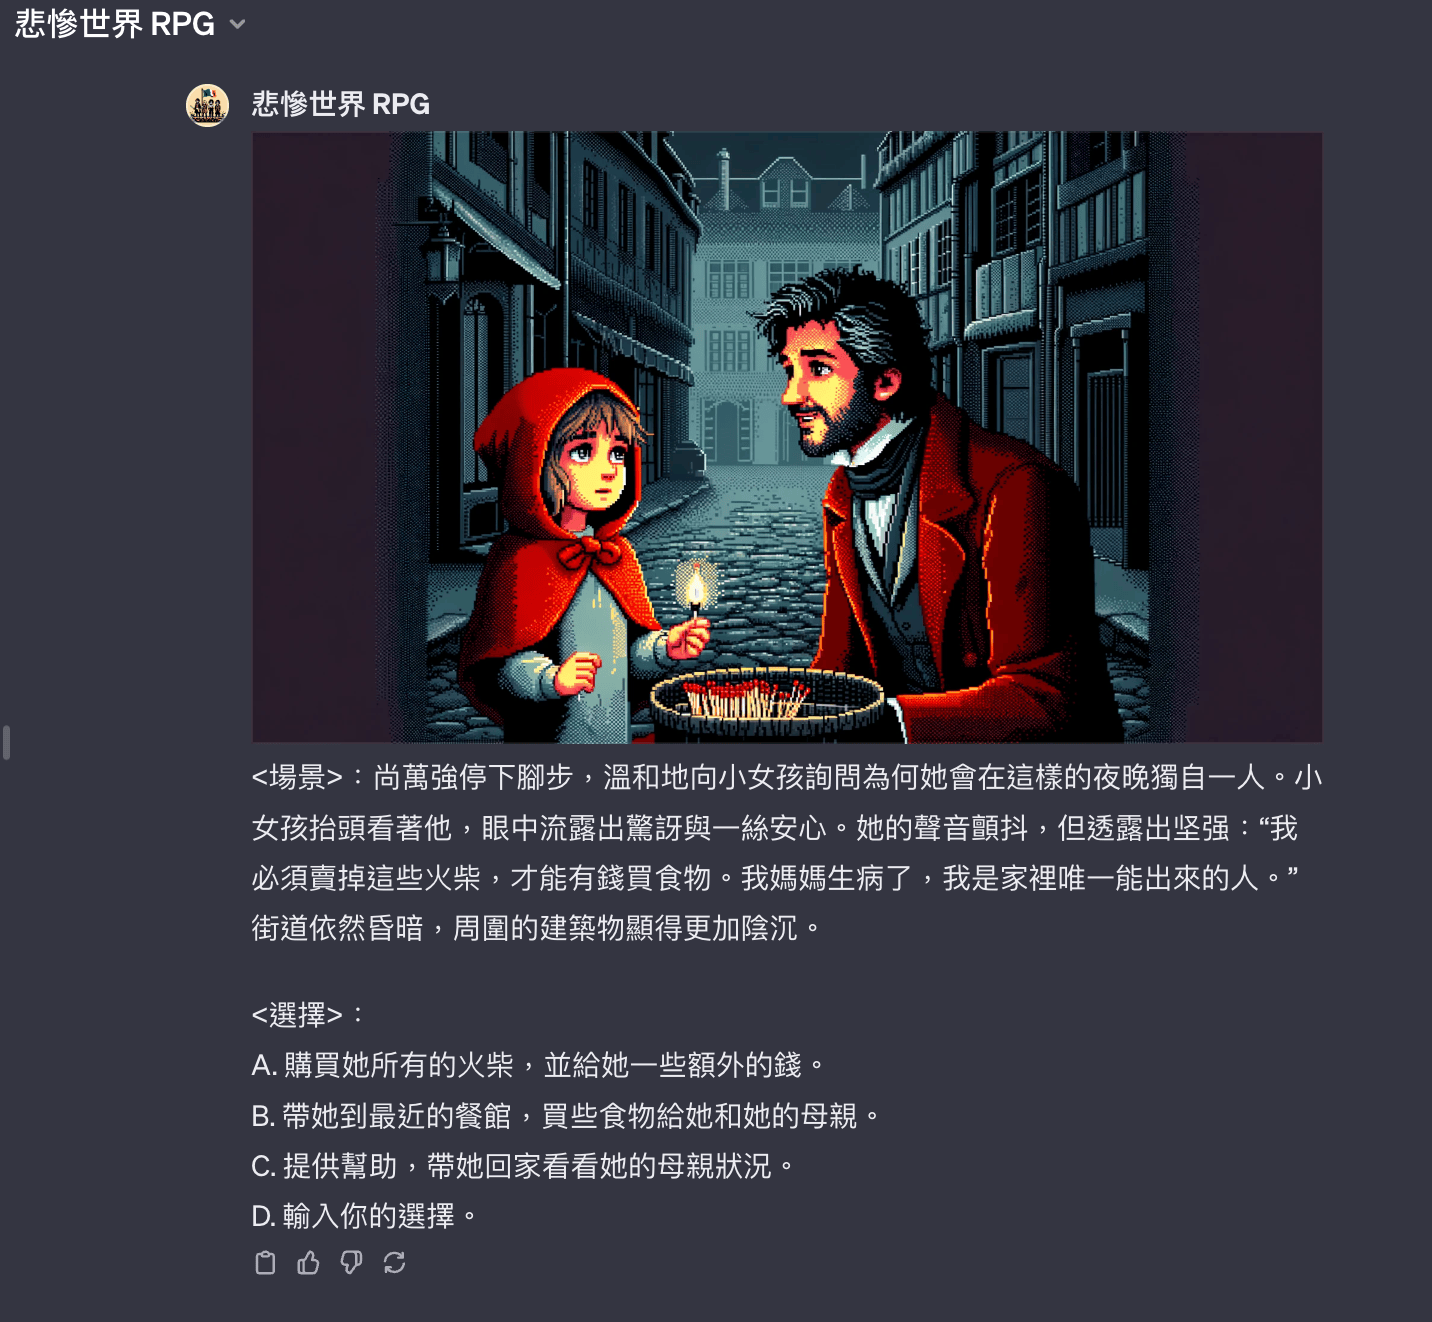 悲慘世界 RPG
悲慘世界 RPG
<場景>：尚萬強停下腳步，溫和地向小女孩詢問為何她會在這樣的夜晚獨自一人。小
女孩抬頭看著他，眼中流露出驚訝與一絲安心。她的聲音顫抖，但透露出坚强：“我
必須賣掉這些火柴，才能有錢買食物。我媽媽生病了，我是家裡唯一能出來的人。”
街道依然昏暗，周圍的建築物顯得更加陰沉。
<選擇>：
A. 購買她所有的火柴，並給她一些額外的錢。
B. 帶她到最近的餐館，買些食物給她和她的母親。
C. 提供幫助，帶她回家看看她的母親狀況。
D. 輸入你的選擇。